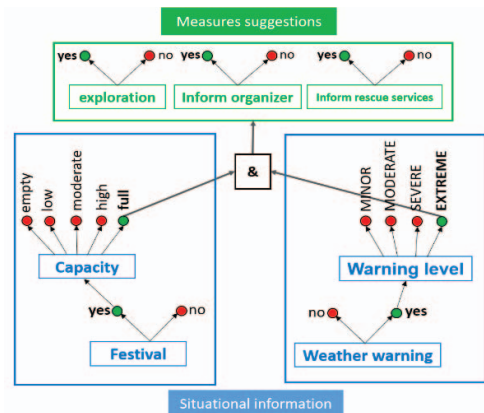 Measures suggestions
yes no yes no yes no
exploration Inform organizer Inform rescue services
&
empty low moderate high full
MINOR MODERATE SEVERE EXTREME
Capacity Warning level
yes no no yes
Festival Weather warning
Situational information